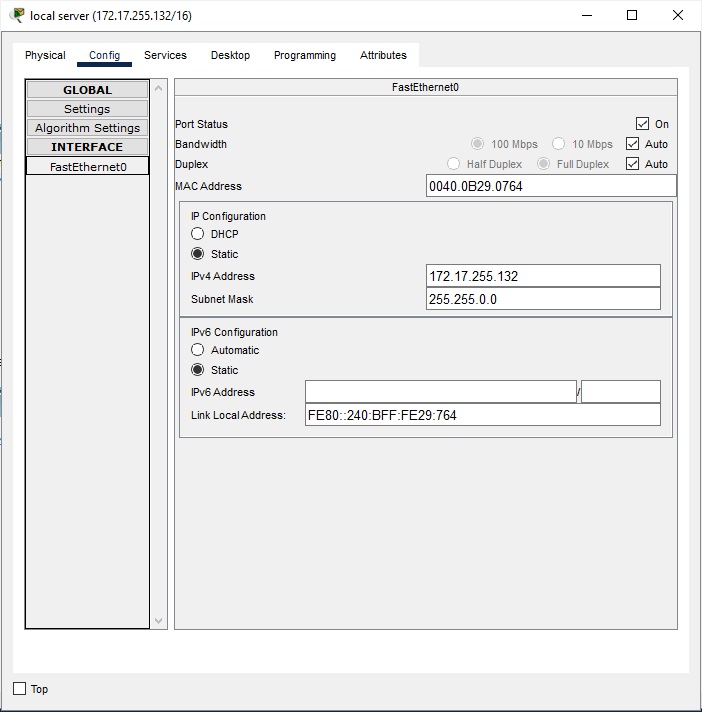 local server (172.17.255.132/16)
Physical Config Services Desktop Programming Attributes
GLOBAL
Settings
Algorithm Settings
INTERFACE
FastEthernet0
FastEthernet0
Port Status On
Bandwidth 100 Mbps 10 Mbps Auto
Duplex Half Duplex Full Duplex Auto
MAC Address 0040.0B29.0764
IP Configuration
DHCP
Static
IPv4 Address 172.17.255.132
Subnet Mask 255.255.0.0
IPv6 Configuration
Automatic
Static
IPv6 Address /
Link Local Address: FE80::240:BFF:FE29:764
Top